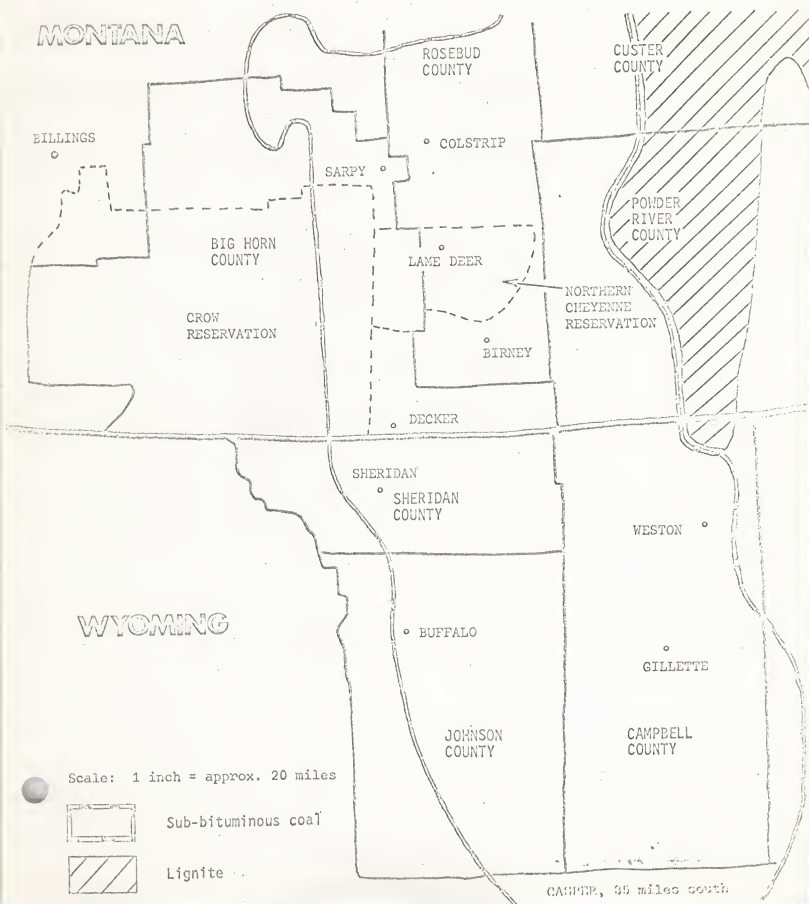 MONTANA
ROSEBUD
COUNTY
CUSTER
COUNTY
BILLINGS
COLSTRIP
SARPY
POWDER
RIVER
COUNTY
BIG HORN
COUNTY
LAME DEER
NORTHERN
CHEYENNE
RESERVATION
CROW
RESERVATION
BIRNEY
DECKER
SHERIDAN
SHERIDAN
COUNTY
WESTON
WYOMING
BUFFALO
GILLETTE
JOHNSON
COUNTY
CAMPBELL
COUNTY
Scale: 1 inch = approx. 20 miles
Sub-bituminous coal
Lignite
CASPER, 35 miles south